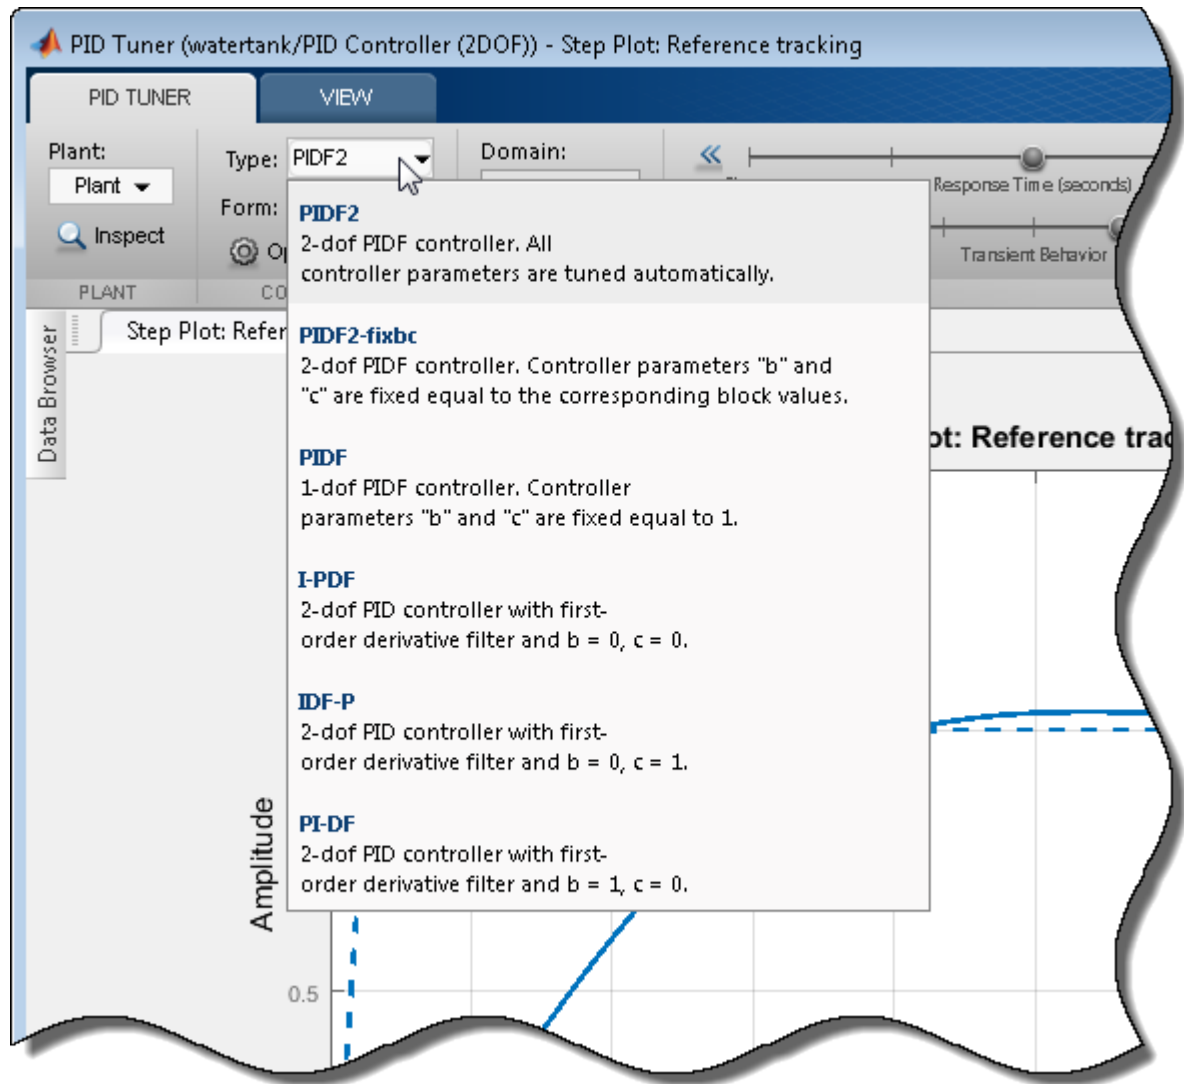 PID Tuner (watertank/PID Controller (2DOF)) - Step Plot: Reference tracking
PID TUNER
VIEW
Plant:
Plant
Inspect
PLANT
Type: PIDF2
Form:
Domain:
Response Time (seconds)
Transient Behavior
PIDF2
2-dof PIDF controller. All
controller parameters are tuned automatically.
PIDF2-fixbc
2-dof PIDF controller. Controller parameters "b" and
"c" are fixed equal to the corresponding block values.
PIDF
1-dof PIDF controller. Controller
parameters "b" and "c" are fixed equal to 1.
I-PDF
2-dof PID controller with first-
order derivative filter and b = 0, c = 0.
IDF-P
2-dof PID controller with first-
order derivative filter and b = 0, c = 1.
PI-DF
2-dof PID controller with first-
order derivative filter and b = 1, c = 0.
Data Browser
Step Plot: Refer
ot: Reference trac
Amplitude
0.5